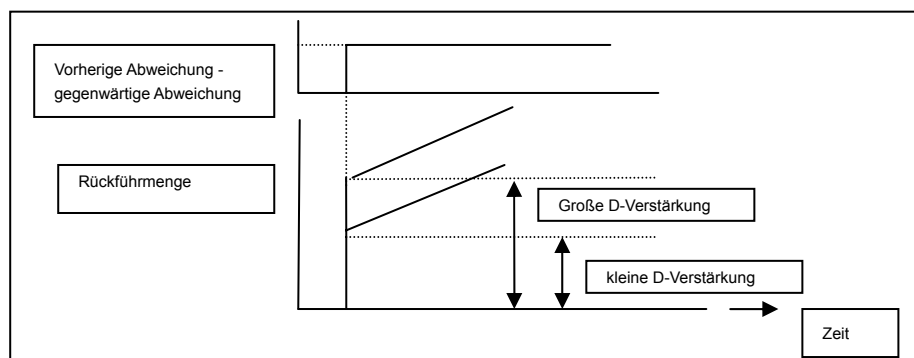 Vorherige Abweichung -
gegenwärtige Abweichung
Rückführmenge
Große D-Verstärkung
kleine D-Verstärkung
Zeit